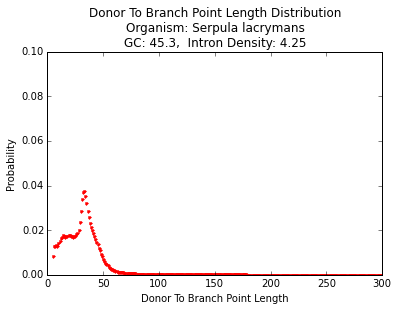 Donor To Branch Point Length Distribution
Organism: Serpula lacrymans
GC: 45.3,  Intron Density: 4.25
0.10
0.08
0.06
0.04
0.02
0.00
Probability
0 50 100 150 200 250 300
Donor To Branch Point Length